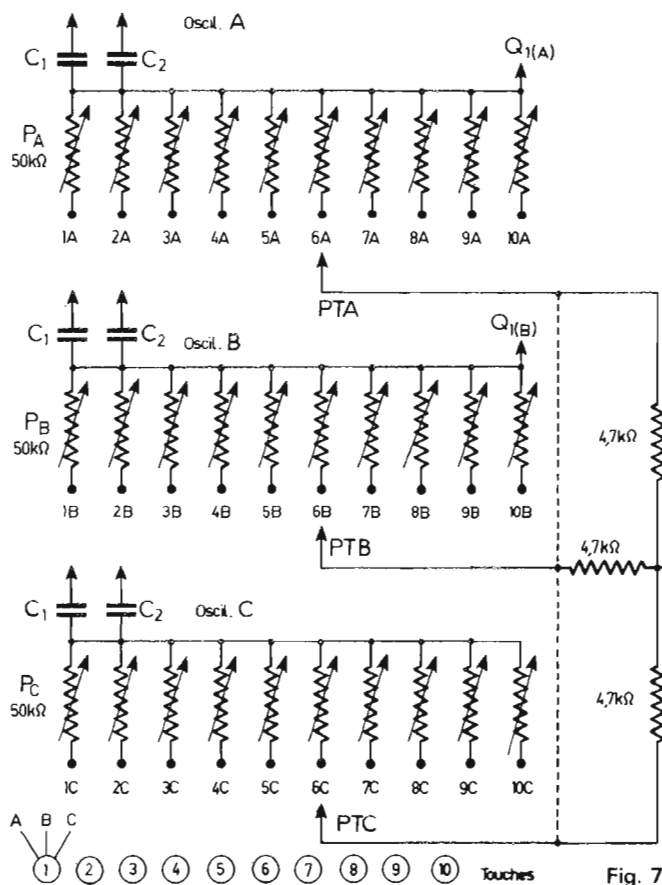 Oscil. A
C1 C2 Q1(A)
PA
50kΩ
1A 2A 3A 4A 5A 6A 7A 8A 9A 10A
PTA
C1 C2 Oscil. B Q1(B)
PB
50kΩ
4,7kΩ
1B 2B 3B 4B 5B 6B 7B 8B 9B 10B
PTB 4,7kΩ
C1 C2 Oscil. C
PC
50kΩ
4,7kΩ
1C 2C 3C 4C 5C 6C 7C 8C 9C 10C
A B C PTC
1 2 3 4 5 6 7 8 9 10 Touches Fig. 7